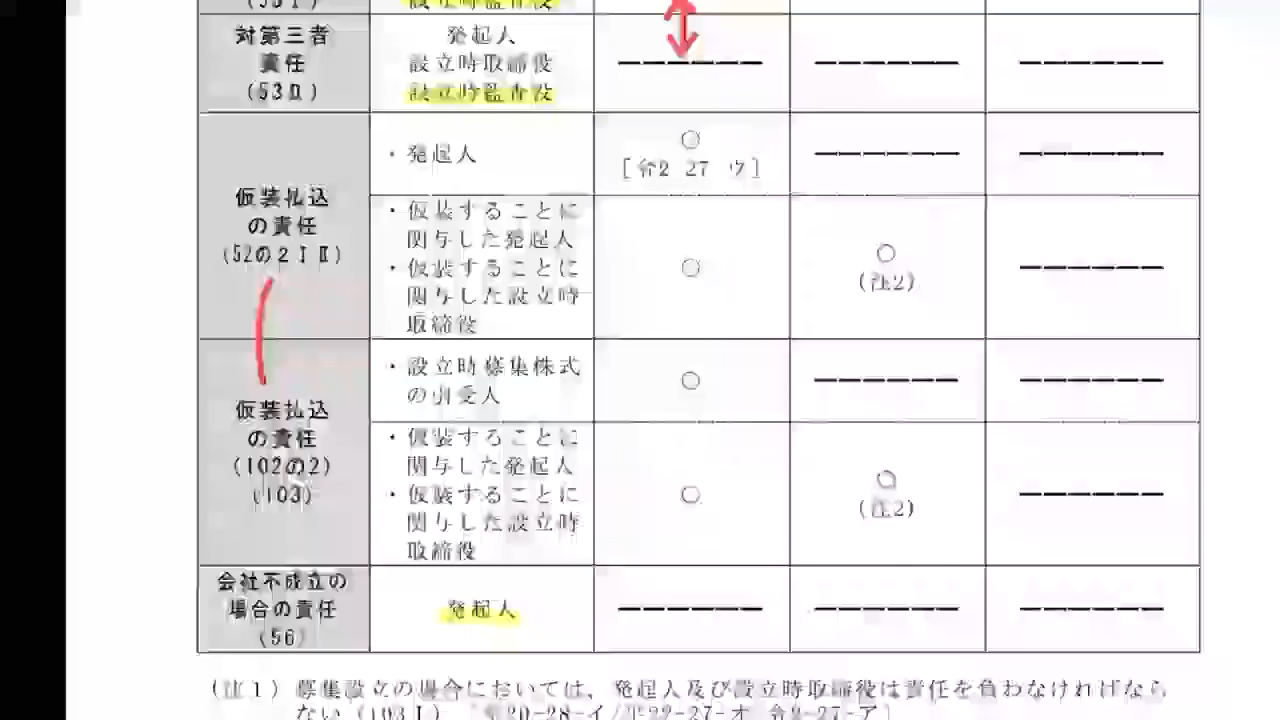 設立時監査役
対第三者
責任
(53Ⅱ)
発起人
設立時取締役
設立時監査役
仮装払込
の責任
(52の2ⅠⅡ)
・発起人
○
[令2-27-ウ]
・仮装することに
関与した発起人
・仮装することに
関与した設立時
取締役
○
○
(注2)
仮装払込
の責任
(102の2)
(103)
・設立時募集株式
の引受人
○
・仮装することに
関与した発起人
・仮装することに
関与した設立時
取締役
○
○
(注2)
会社不成立の
場合の責任
(56)
発起人
(注1) 募集設立の場合においては、発起人及び設立時取締役は責任を負わなければなら
ない (103Ⅰ)